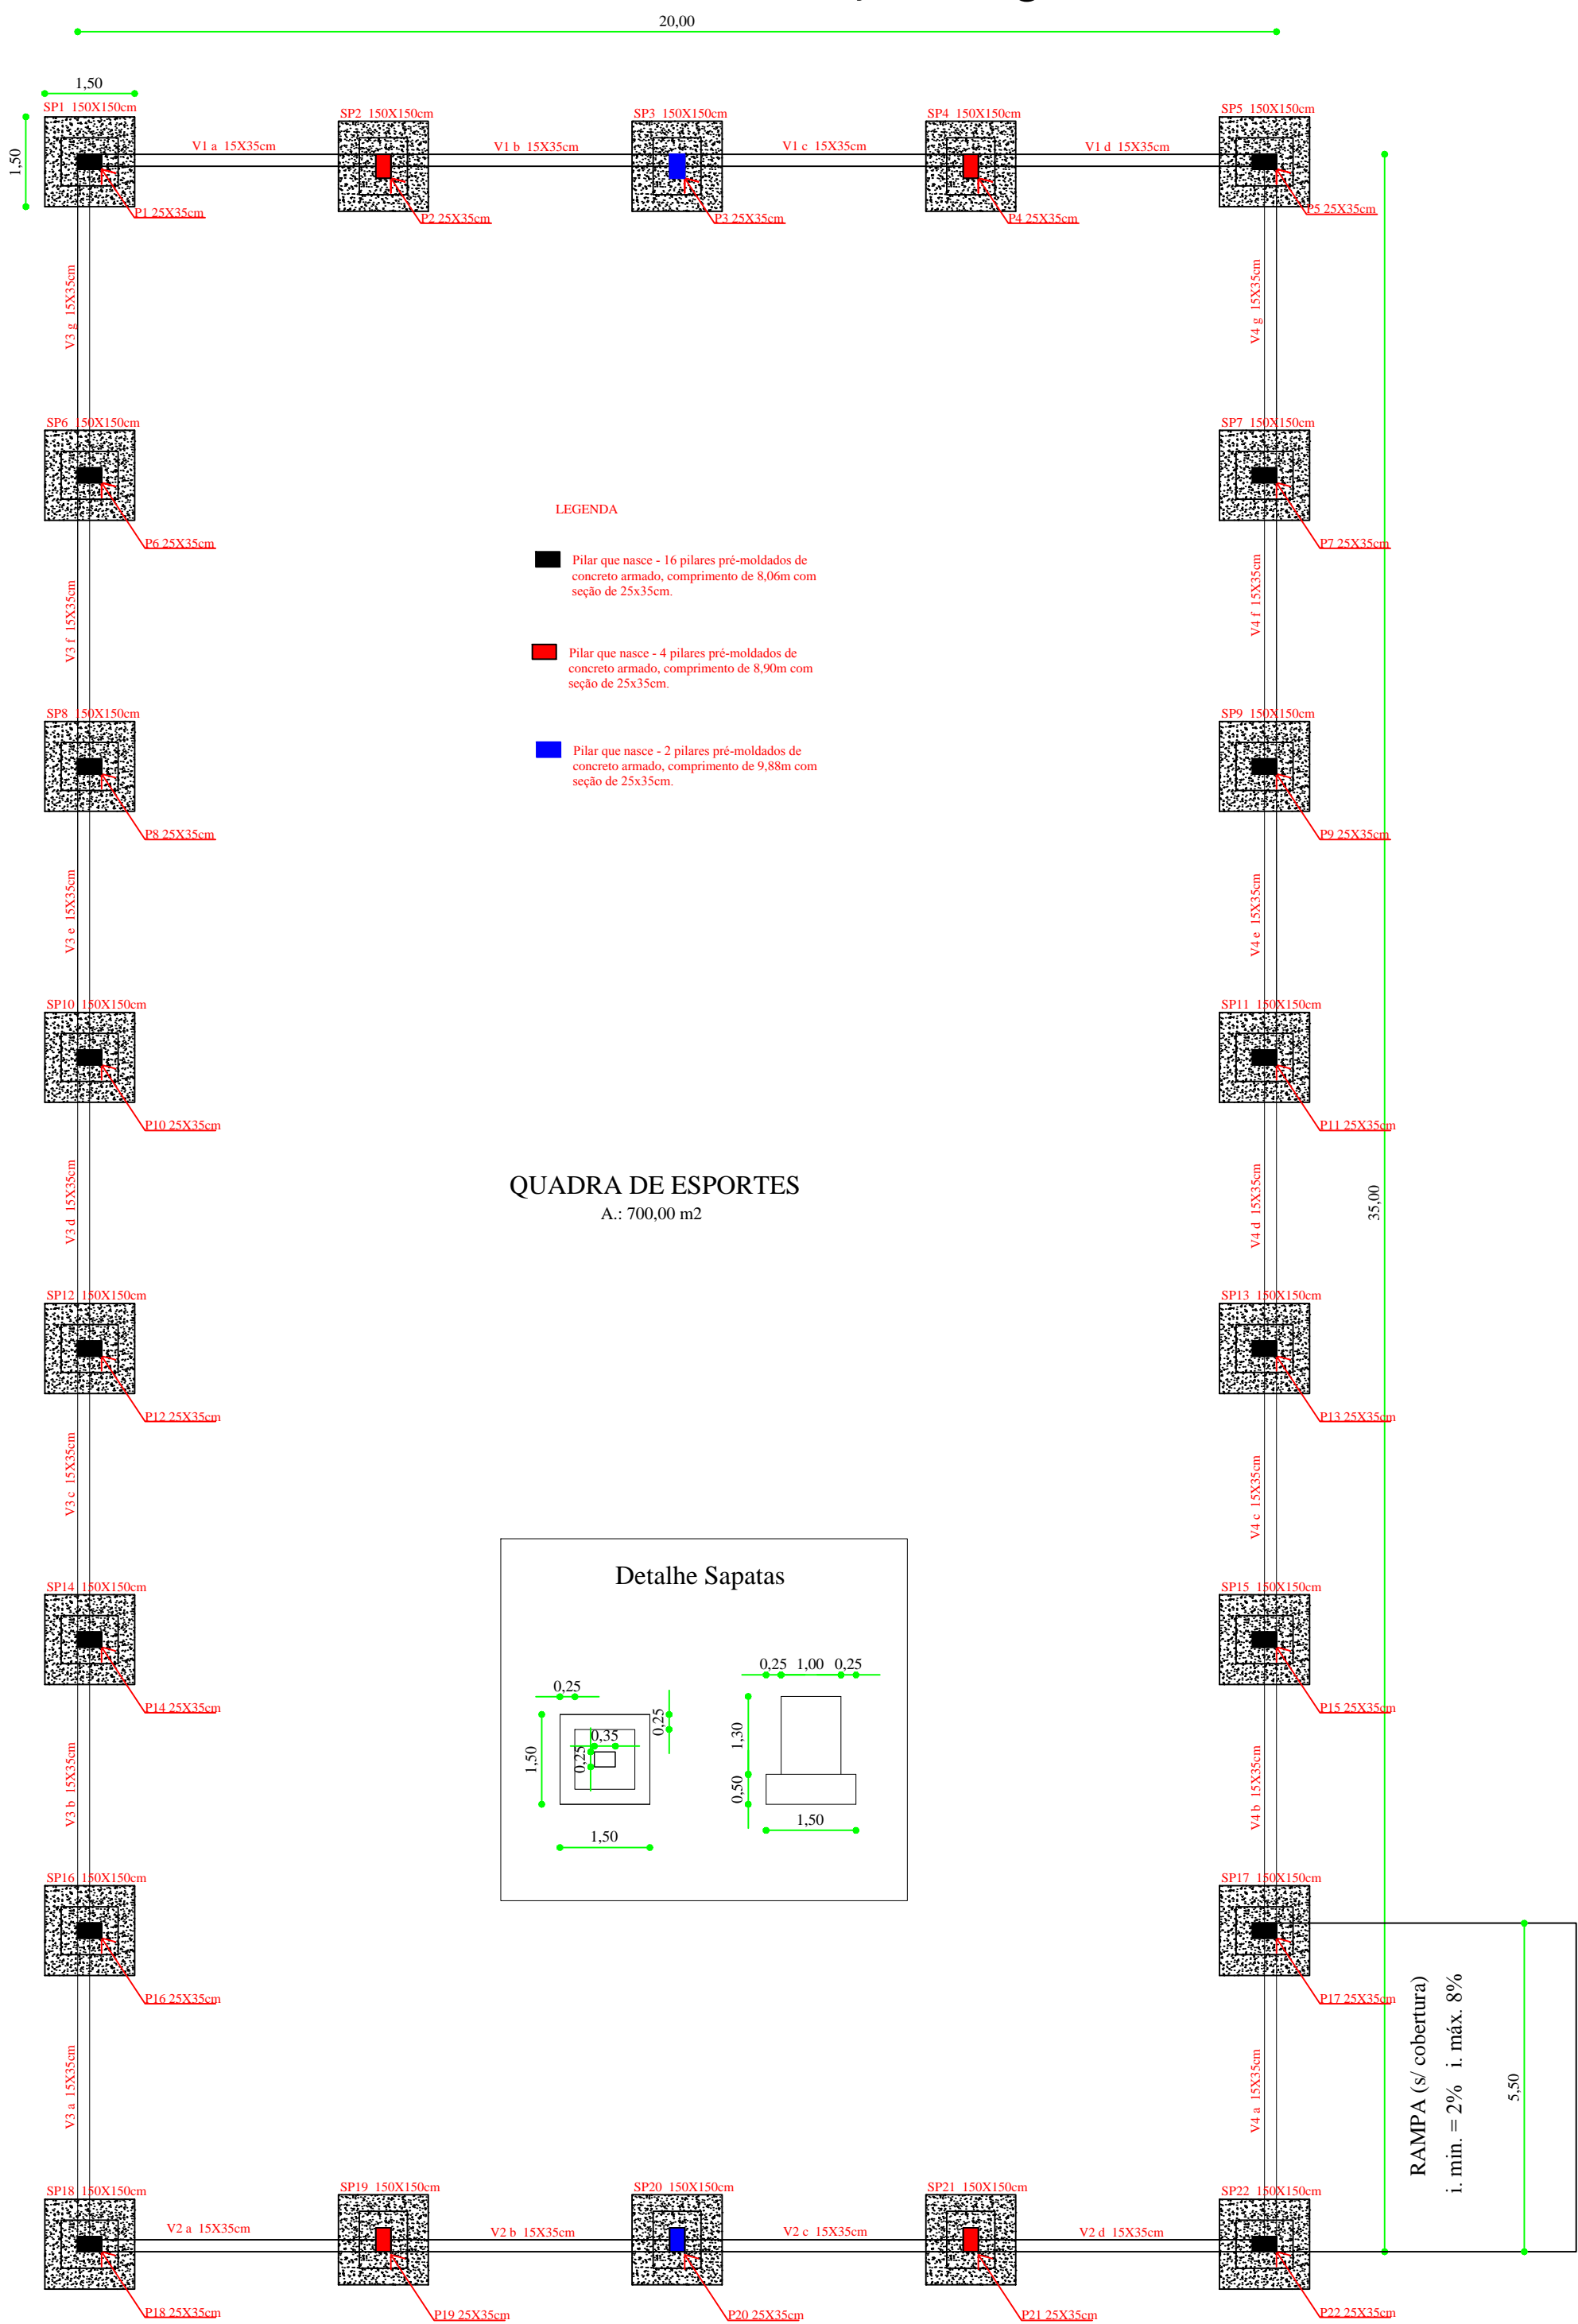 20,00
1,50
1,50
SP1 150X150cm
SP2 150X150cm
SP3 150X150cm
SP4 150X150cm
SP5 150X150cm
V1 a 15X35cm
V1 b 15X35cm
V1 c 15X35cm
V1 d 15X35cm
P1 25X35cm
P2 25X35cm
P3 25X35cm
P4 25X35cm
P5 25X35cm
V3 g 15X35cm
V4 g 15X35cm
SP6 150X150cm
SP7 150X150cm
P6 25X35cm
P7 25X35cm
LEGENDA
Pilar que nasce - 16 pilares pré-moldados de
concreto armado, comprimento de 8,06m com
seção de 25x35cm.
Pilar que nasce - 4 pilares pré-moldados de
concreto armado, comprimento de 8,90m com
seção de 25x35cm.
Pilar que nasce - 2 pilares pré-moldados de
concreto armado, comprimento de 9,88m com
seção de 25x35cm.
V3 f 15X35cm
V4 f 15X35cm
SP8 150X150cm
SP9 150X150cm
P8 25X35cm
P9 25X35cm
V3 e 15X35cm
V4 e 15X35cm
SP10 150X150cm
SP11 150X150cm
P10 25X35cm
P11 25X35cm
QUADRA DE ESPORTES
A.: 700,00 m2
35,00
V3 d 15X35cm
V4 d 15X35cm
SP12 150X150cm
SP13 150X150cm
P12 25X35cm
P13 25X35cm
V3 c 15X35cm
V4 c 15X35cm
SP14 150X150cm
SP15 150X150cm
P14 25X35cm
P15 25X35cm
Detalhe Sapatas
0,25
0,25
0,35
0,25
1,50
1,50
0,25 1,00 0,25
1,30
0,50
1,50
V3 b 15X35cm
V4 b 15X35cm
SP16 150X150cm
SP17 150X150cm
P16 25X35cm
P17 25X35cm
V3 a 15X35cm
V4 a 15X35cm
RAMPA (s/ cobertura)
i. min. = 2% i. máx. 8%
5,50
SP18 150X150cm
SP19 150X150cm
SP20 150X150cm
SP21 150X150cm
SP22 150X150cm
V2 a 15X35cm
V2 b 15X35cm
V2 c 15X35cm
V2 d 15X35cm
P18 25X35cm
P19 25X35cm
P20 25X35cm
P21 25X35cm
P22 25X35cm